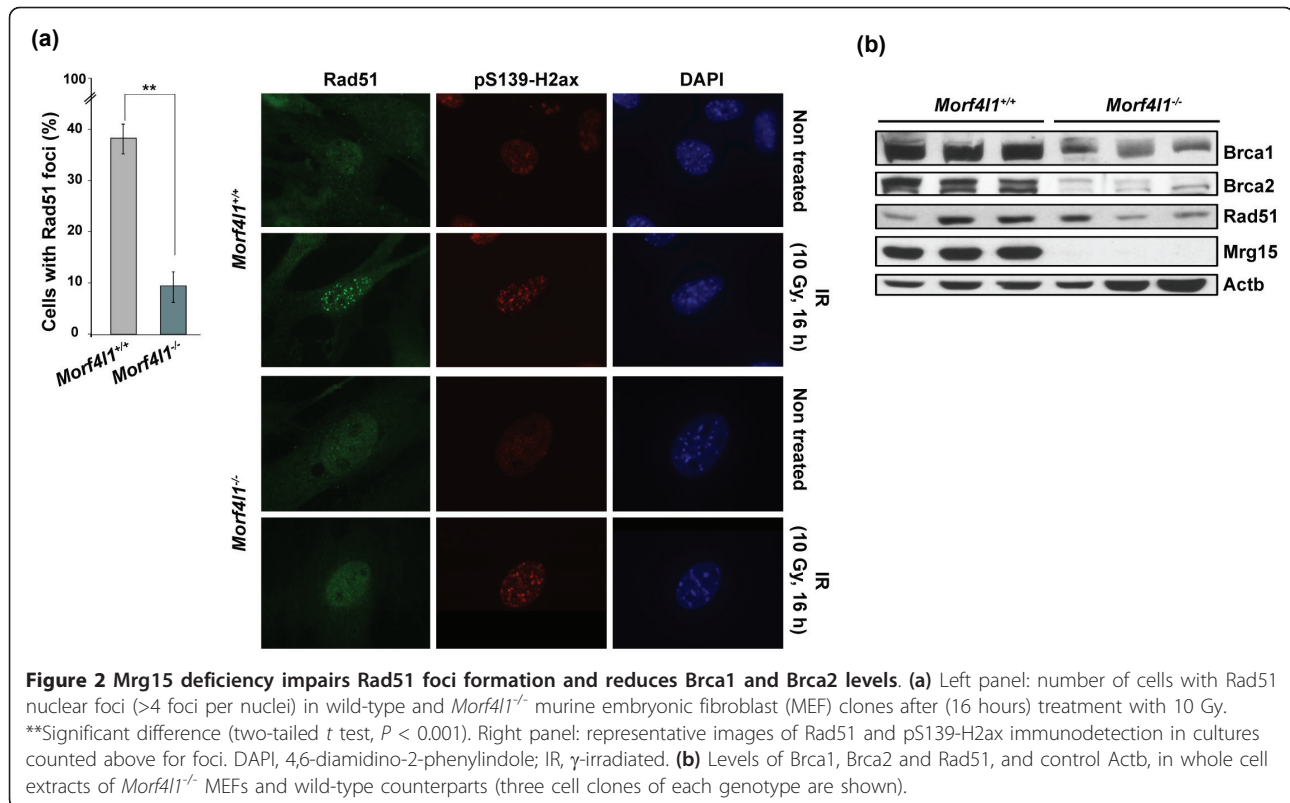 (a)
100
40
30
20
10
0
Cells with Rad51 foci (%)
**
Morf4l1+/+
Morf4l1-/-
Rad51
pS139-H2ax
DAPI
Morf4l1+/+
Morf4l1-/-
Non treated
IR
(10 Gy, 16 h)
Non treated
IR
(10 Gy, 16 h)
(b)
Morf4l1+/+
Morf4l1-/-
Brca1
Brca2
Rad51
Mrg15
Actb
Figure 2 Mrg15 deficiency impairs Rad51 foci formation and reduces Brca1 and Brca2 levels. (a) Left panel: number of cells with Rad51
nuclear foci (>4 foci per nuclei) in wild-type and Morf4l1-/- murine embryonic fibroblast (MEF) clones after (16 hours) treatment with 10 Gy.
**Significant difference (two-tailed t test, P < 0.001). Right panel: representative images of Rad51 and pS139-H2ax immunodetection in cultures
counted above for foci. DAPI, 4,6-diamidino-2-phenylindole; IR, γ-irradiated. (b) Levels of Brca1, Brca2 and Rad51, and control Actb, in whole cell
extracts of Morf4l1-/- MEFs and wild-type counterparts (three cell clones of each genotype are shown).